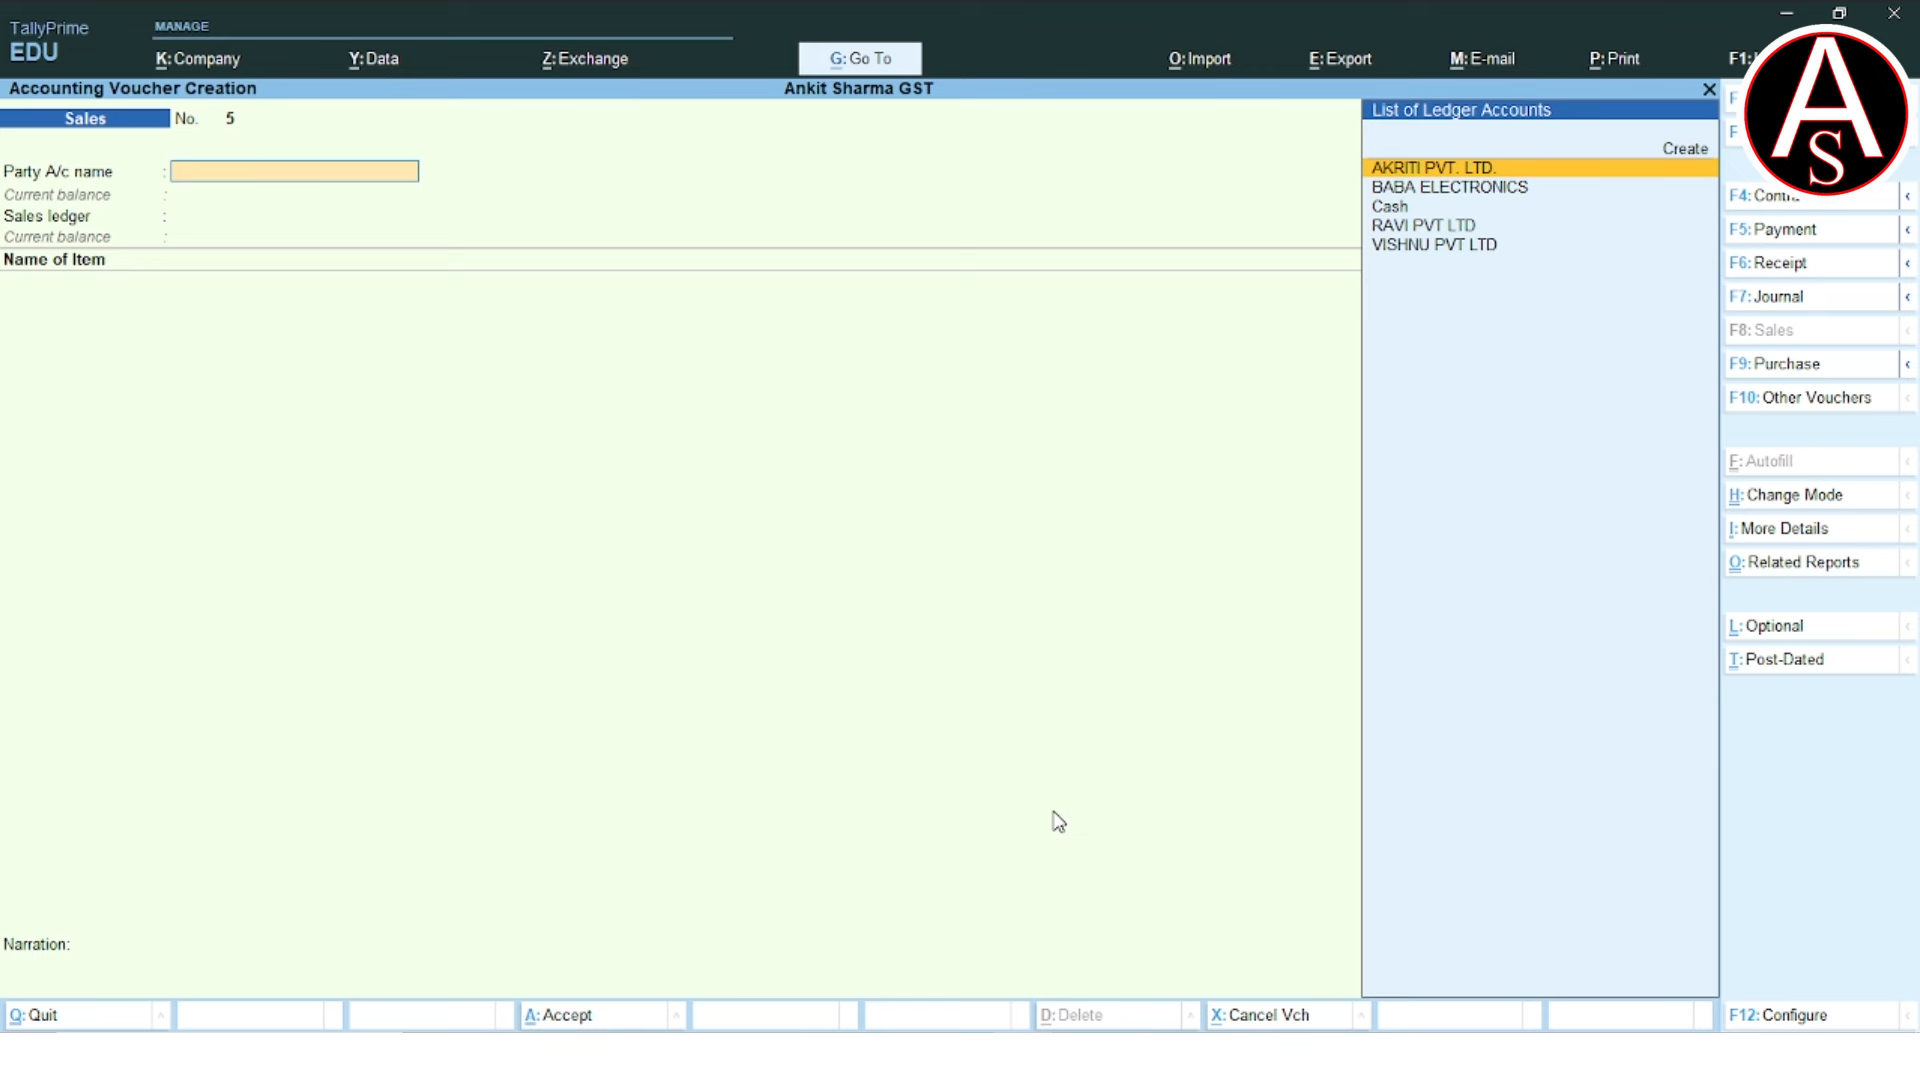 TallyPrime
EDU
MANAGE
K: Company
Y: Data
Z: Exchange
G: Go To
O: Import
E: Export
M: E-mail
P: Print
F1:
Accounting Voucher Creation
Ankit Sharma GST
Sales No. 5
Party A/c name :
Current balance :
Sales ledger :
Current balance :
Name of Item
Narration:
List of Ledger Accounts
Create
AKRITI PVT. LTD.
BABA ELECTRONICS
Cash
RAVI PVT LTD
VISHNU PVT LTD
AS
F4:
F5: Payment
F6: Receipt
F7: Journal
F8: Sales
F9: Purchase
F10: Other Vouchers
F: Autofill
H: Change Mode
I: More Details
O: Related Reports
L: Optional
T: Post-Dated
Q: Quit
A: Accept
D: Delete
X: Cancel Vch
F12: Configure